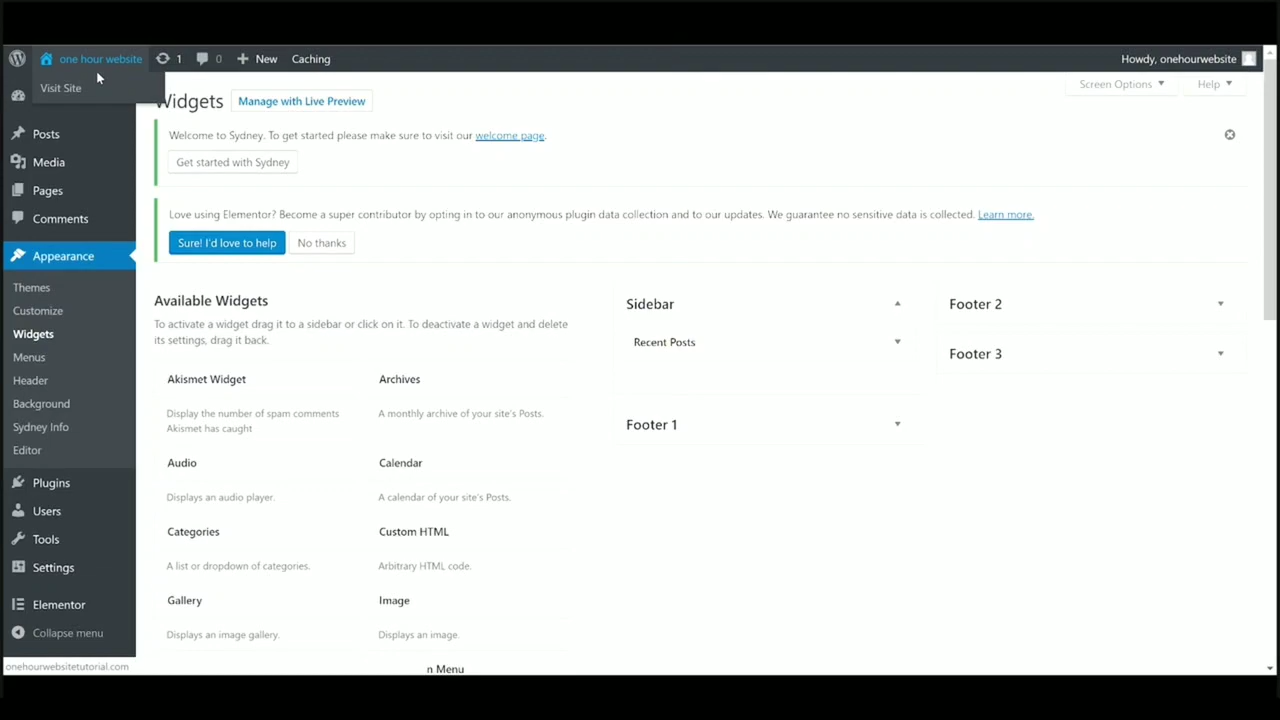 one hour website 1 0 New Caching Howdy, onehourwebsite
Visit Site
Posts
Media
Pages
Comments
Appearance
Themes
Customize
Widgets
Menus
Header
Background
Sydney Info
Editor
Plugins
Users
Tools
Settings
Elementor
Collapse menu
onehourwebsitetutorial.com
Screen Options Help
Widgets Manage with Live Preview
Welcome to Sydney. To get started please make sure to visit our welcome page.
Get started with Sydney
Love using Elementor? Become a super contributor by opting in to our anonymous plugin data collection and to our updates. We guarantee no sensitive data is collected. Learn more.
Sure! I'd love to help No thanks
Available Widgets
To activate a widget drag it to a sidebar or click on it. To deactivate a widget and delete
its settings, drag it back.
Akismet Widget
Display the number of spam comments
Akismet has caught
Archives
A monthly archive of your site's Posts.
Audio
Displays an audio player.
Calendar
A calendar of your site's Posts.
Categories
A list or dropdown of categories.
Custom HTML
Arbitrary HTML code.
Gallery
Displays an image gallery.
Image
Displays an image.
n Menu
Sidebar
Recent Posts
Footer 1
Footer 2
Footer 3